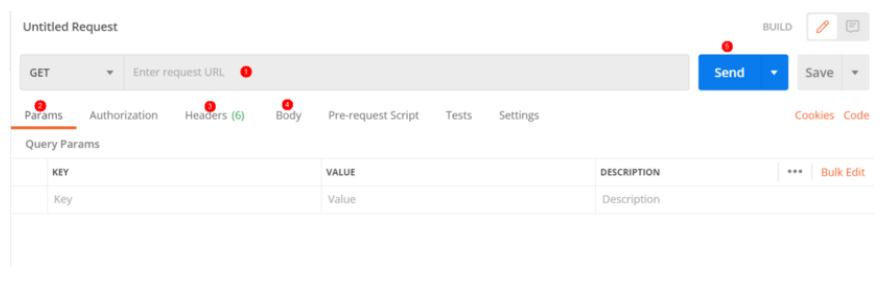 Untitled Request BUILD
5
GET Enter request URL 1 Send Save
2 3 4
Params Authorization Headers (6) Body Pre-request Script Tests Settings Cookies Code
Query Params
KEY VALUE DESCRIPTION ••• Bulk Edit
Key Value Description